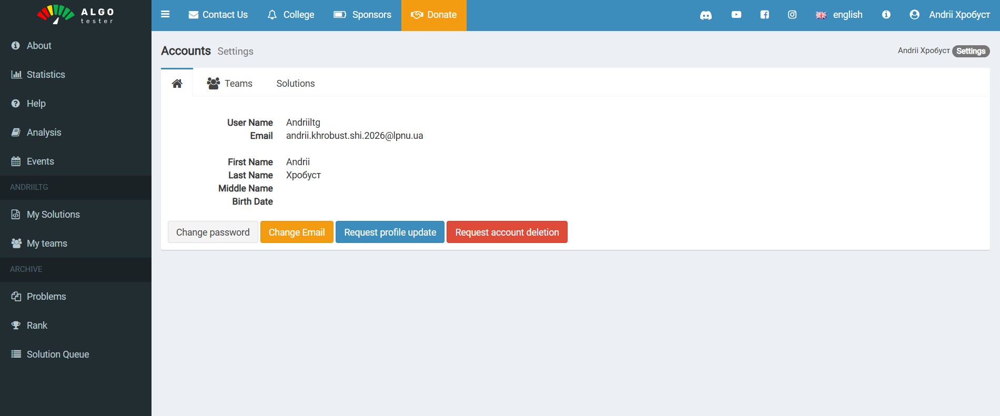 ALGO
tester
Contact Us College Sponsors Donate english Andrii Хробуст
About
Statistics
Help
Analysis
Events
ANDRIILTG
My Solutions
My teams
ARCHIVE
Problems
Rank
Solution Queue
Accounts Settings
Andrii Хробуст Settings
Teams Solutions
User Name Andriiltg
Email andrii.khrobust.shi.2026@lpnu.ua
First Name Andrii
Last Name Хробуст
Middle Name
Birth Date
Change password Change Email Request profile update Request account deletion